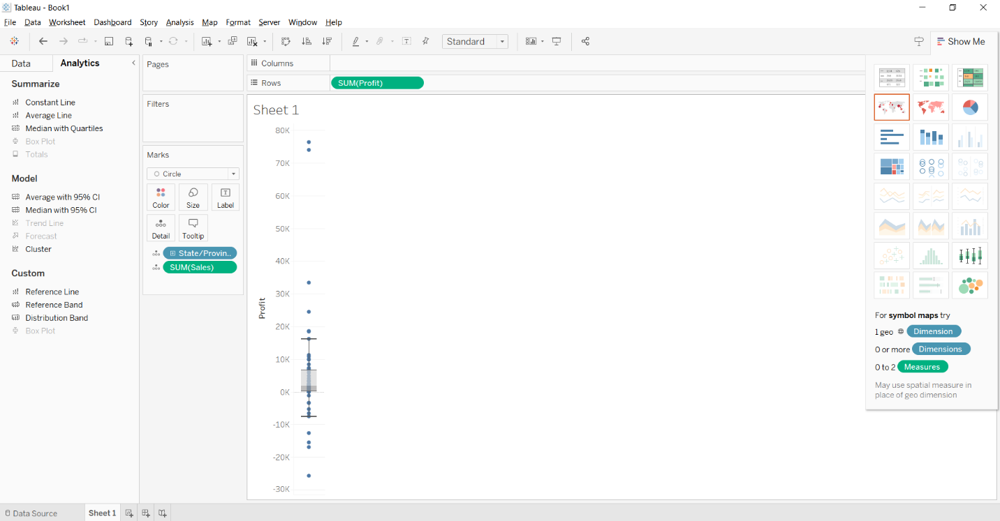 Tableau - Book1
File Data Worksheet Dashboard Story Analysis Map Format Server Window Help
Standard
Show Me
Data Analytics
Summarize
Constant Line
Average Line
Median with Quartiles
Box Plot
Totals
Model
Average with 95% CI
Median with 95% CI
Trend Line
Forecast
Cluster
Custom
Reference Line
Reference Band
Distribution Band
Box Plot
Pages
Filters
Marks
Circle
Color Size Label
Detail Tooltip
State/Provin..
SUM(Sales)
Columns
Rows SUM(Profit)
Sheet 1
80K
70K
60K
50K
40K
30K
20K
10K
0K
-10K
-20K
-30K
Profit
For symbol maps try
1 geo Dimension
0 or more Dimensions
0 to 2 Measures
May use spatial measure in
place of geo dimension
Data Source Sheet 1